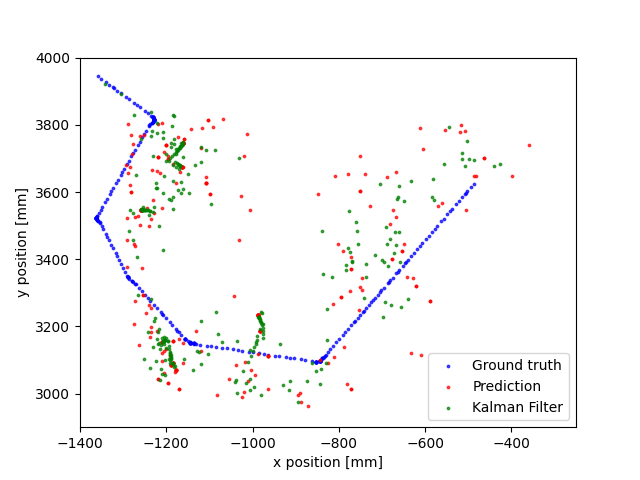 4000
3800
3600
3400
3200
3000
y position [mm]
−1400
−1200
−1000
−800
−600
−400
x position [mm]
Ground truth
Prediction
Kalman Filter